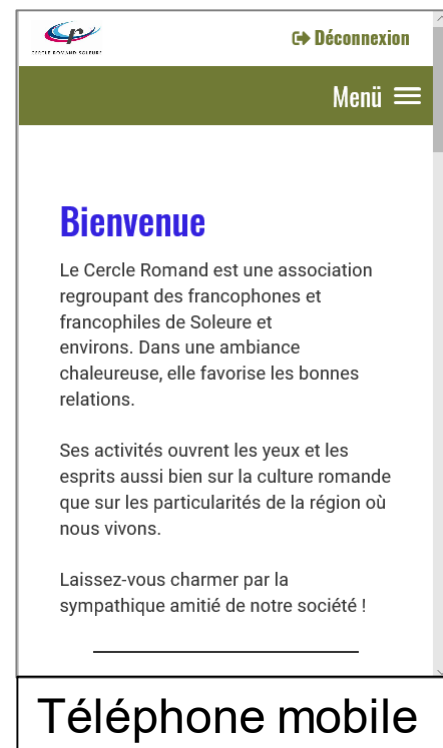 CERCLE ROMAND SOLEURE
Déconnexion
Menü
Bienvenue
Le Cercle Romand est une association
regroupant des francophones et
francophiles de Soleure et
environs. Dans une ambiance
chaleureuse, elle favorise les bonnes
relations.
Ses activités ouvrent les yeux et les
esprits aussi bien sur la culture romande
que sur les particularités de la région où
nous vivons.
Laissez-vous charmer par la
sympathique amitié de notre société !
Téléphone mobile